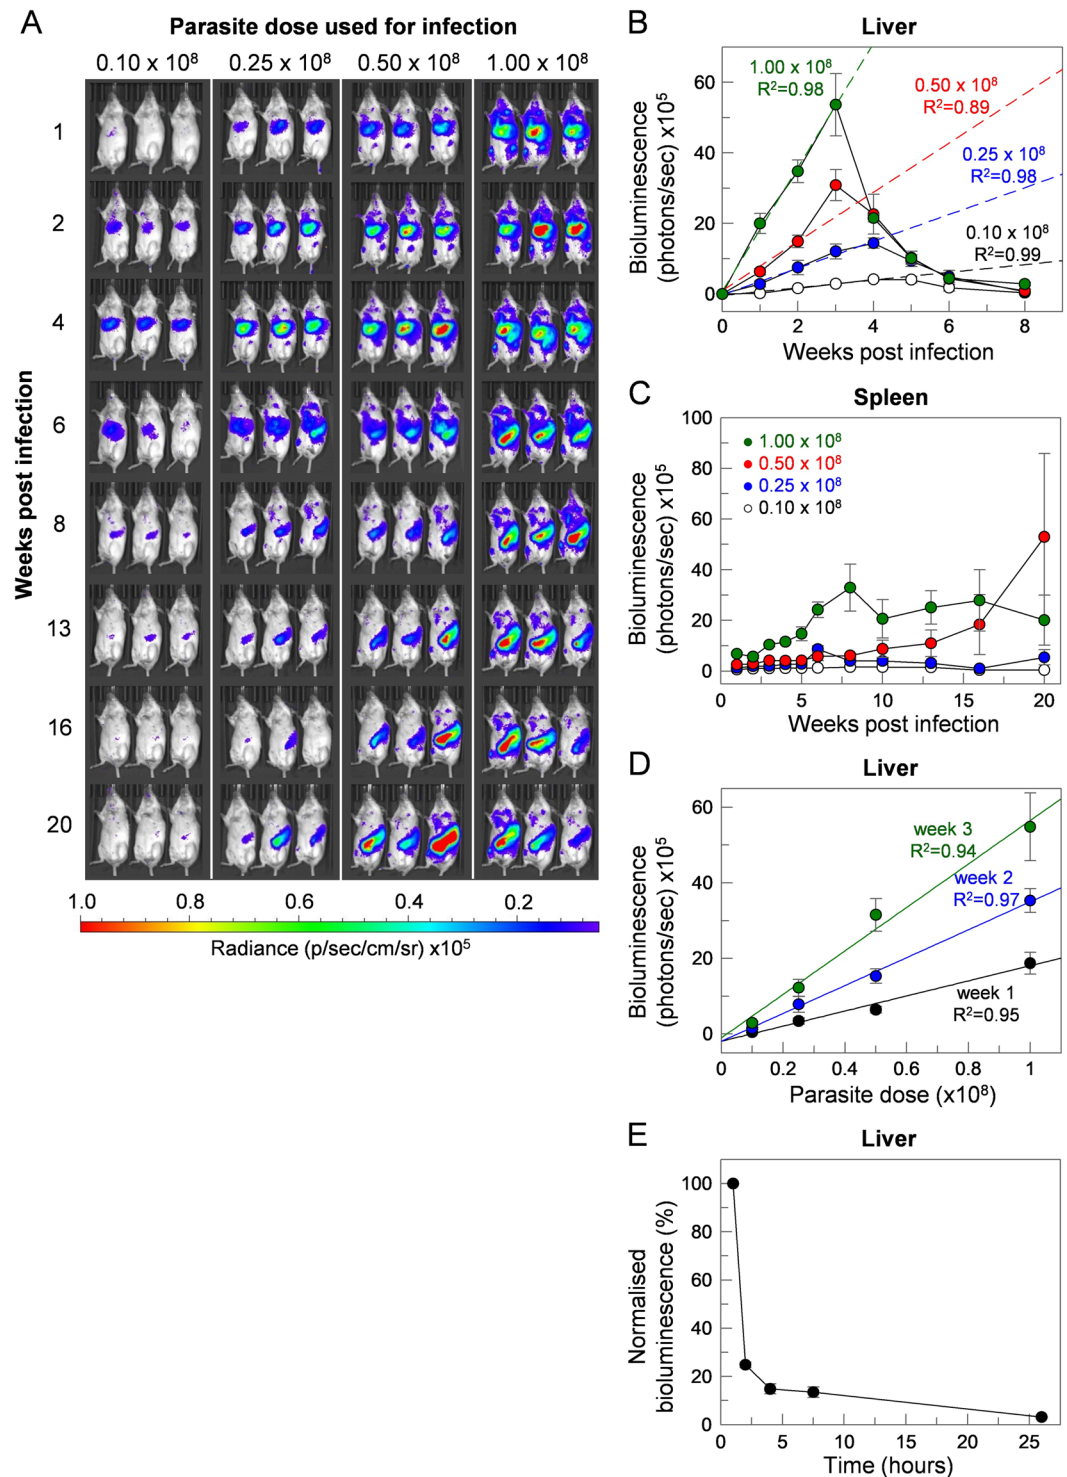 A
Parasite dose used for infection
0.10 x 10⁸ 0.25 x 10⁸ 0.50 x 10⁸ 1.00 x 10⁸
Weeks post infection
1
2
4
6
8
13
16
20
1.0 0.8 0.6 0.4 0.2
Radiance (p/sec/cm/sr) x10⁵
B
Liver
Bioluminescence
(photons/sec) x10⁵
60
40
20
0
1.00 x 10⁸
R²=0.98
0.50 x 10⁸
R²=0.89
0.25 x 10⁸
R²=0.98
0.10 x 10⁸
R²=0.99
0 2 4 6 8
Weeks post infection
C
Spleen
Bioluminescence
(photons/sec) x10⁵
100
80
60
40
20
0
1.00 x 10⁸
0.50 x 10⁸
0.25 x 10⁸
0.10 x 10⁸
0 5 10 15 20
Weeks post infection
D
Liver
Bioluminescence
(photons/sec) x10⁵
60
40
20
0
week 3
R²=0.94
week 2
R²=0.97
week 1
R²=0.95
0 0.2 0.4 0.6 0.8 1
Parasite dose (x10⁸)
E
Liver
Normalised
bioluminescence (%)
100
80
60
40
20
0
0 5 10 15 20 25
Time (hours)